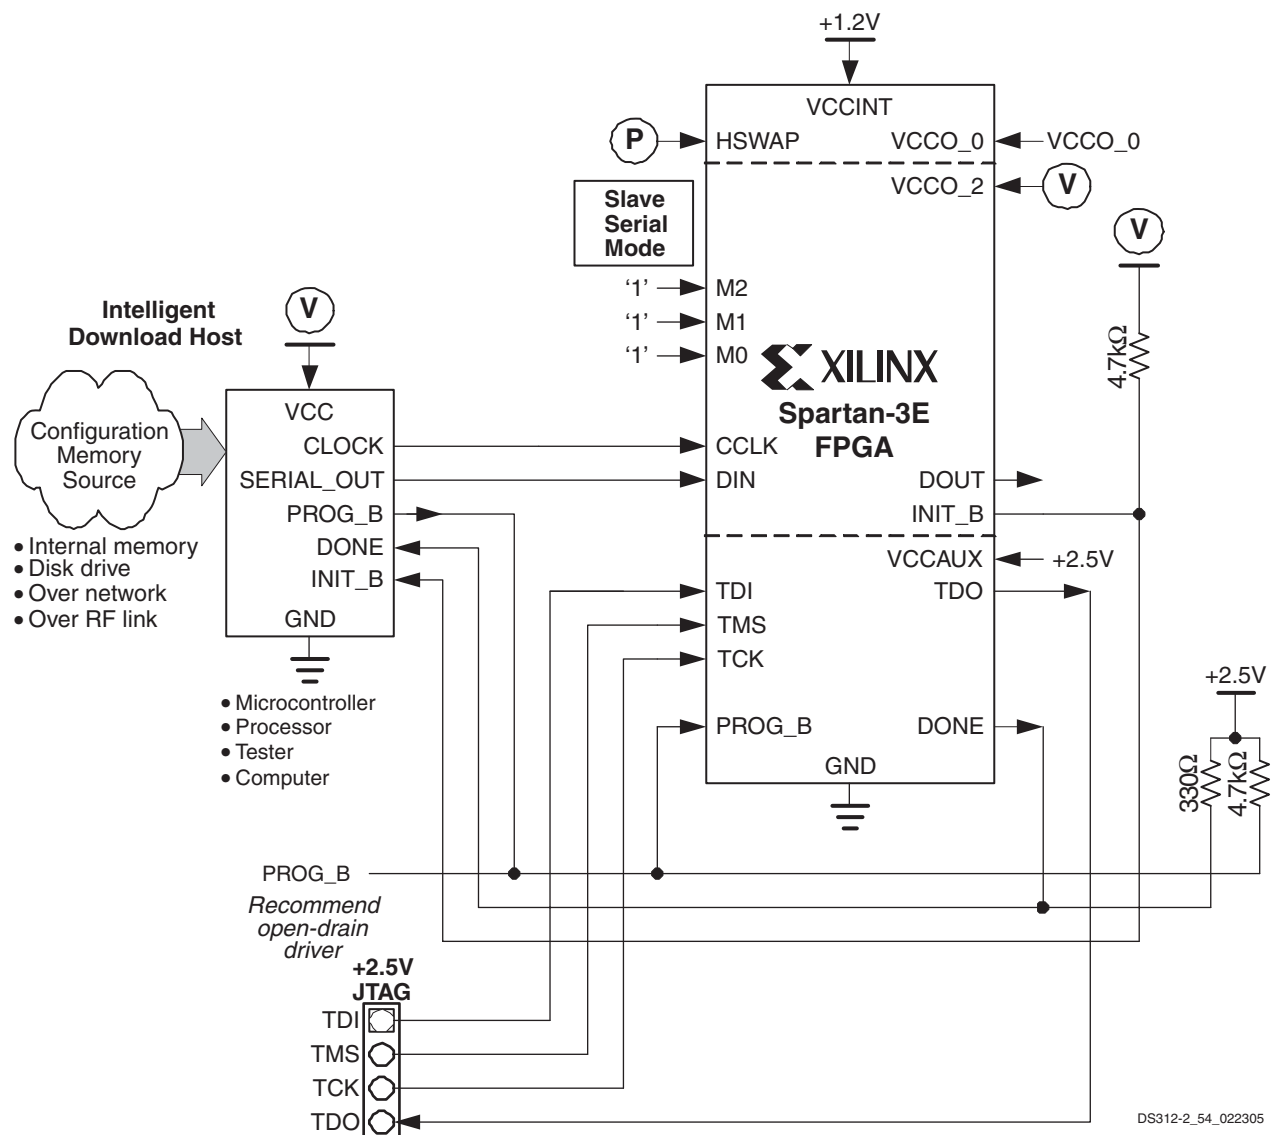 +1.2V
VCCINT
P
HSWAP
VCCO_0
VCCO_0
VCCO_2
V
Slave
Serial
Mode
V
'1'
M2
'1'
M1
'1'
M0
XILINX
Spartan-3E
FPGA
4.7kΩ
Intelligent
Download Host
V
Configuration
Memory
Source
• Internal memory
• Disk drive
• Over network
• Over RF link
VCC
CLOCK
SERIAL_OUT
PROG_B
DONE
INIT_B
GND
• Microcontroller
• Processor
• Tester
• Computer
CCLK
DIN
DOUT
INIT_B
VCCAUX
+2.5V
TDI
TDO
TMS
TCK
PROG_B
DONE
GND
+2.5V
330Ω
4.7kΩ
PROG_B
Recommend
open-drain
driver
+2.5V
JTAG
TDI
TMS
TCK
TDO
DS312-2_54_022305